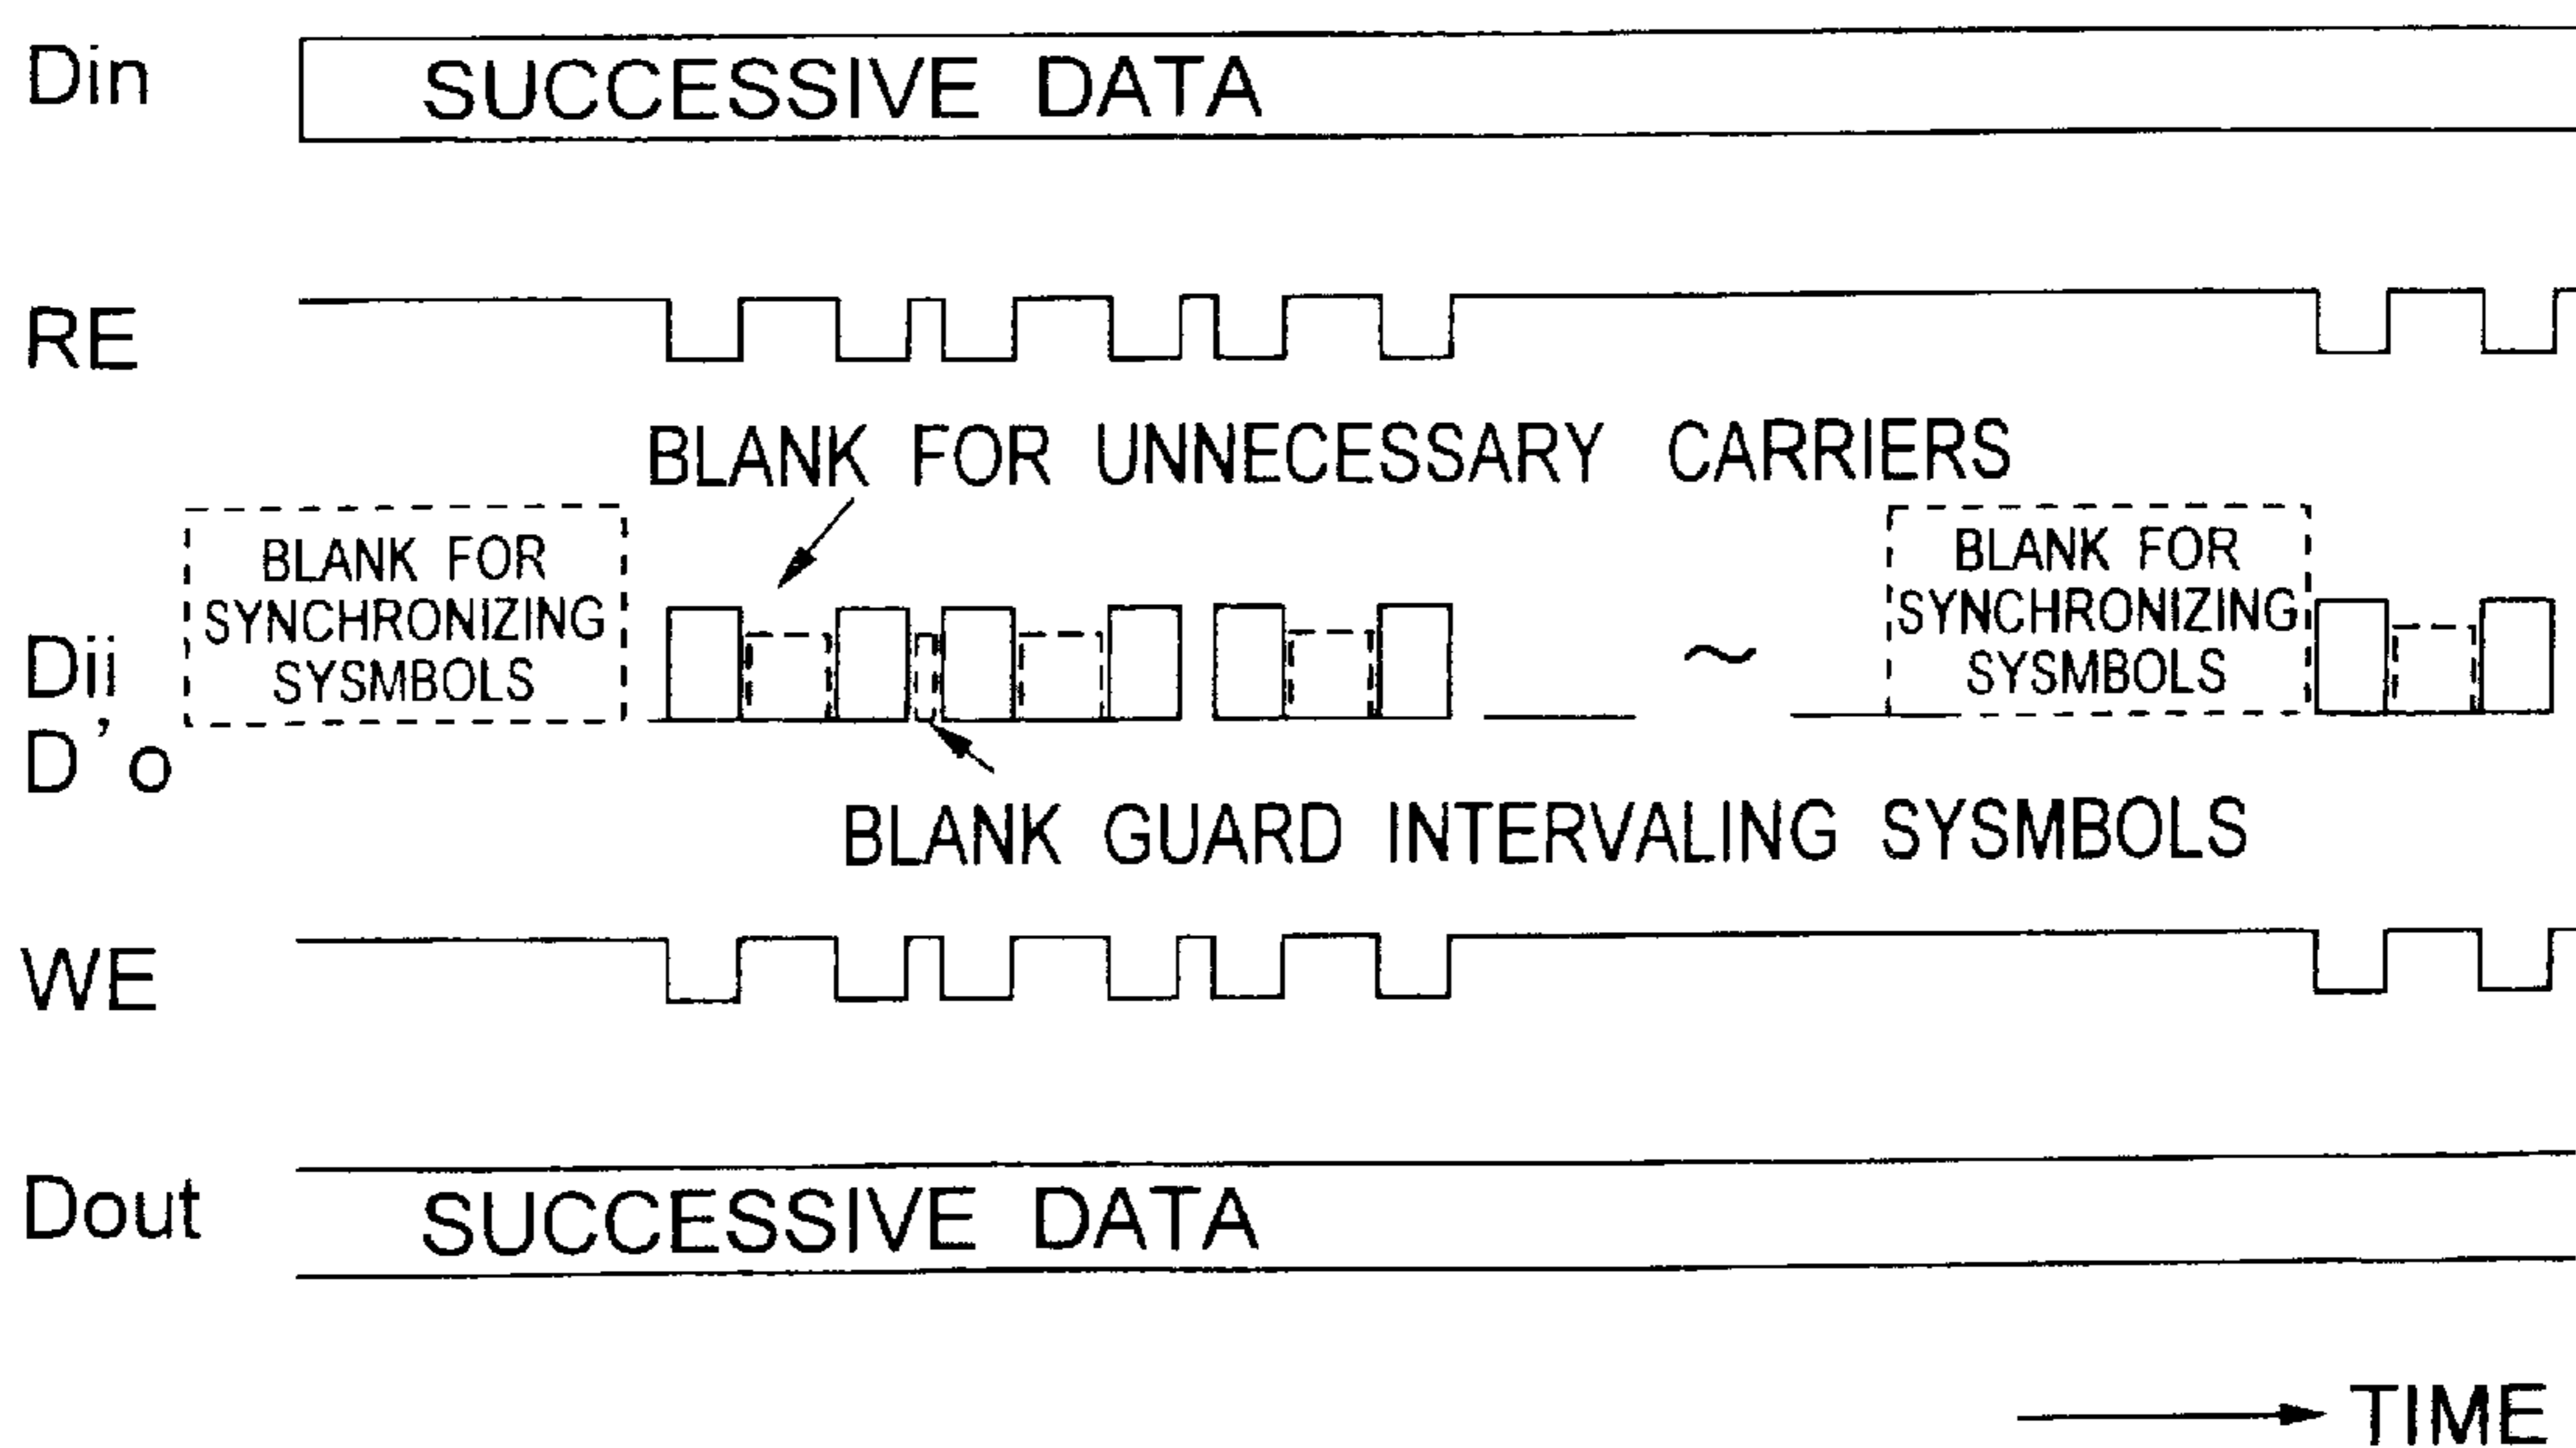 Din
SUCCESSIVE DATA
RE
BLANK FOR UNNECESSARY CARRIERS
BLANK FOR
SYNCHRONIZING
SYSMBOLS
BLANK FOR
SYNCHRONIZING
SYSMBOLS
Dii
D'o
~
BLANK GUARD INTERVALING SYSMBOLS
WE
Dout
SUCCESSIVE DATA
TIME